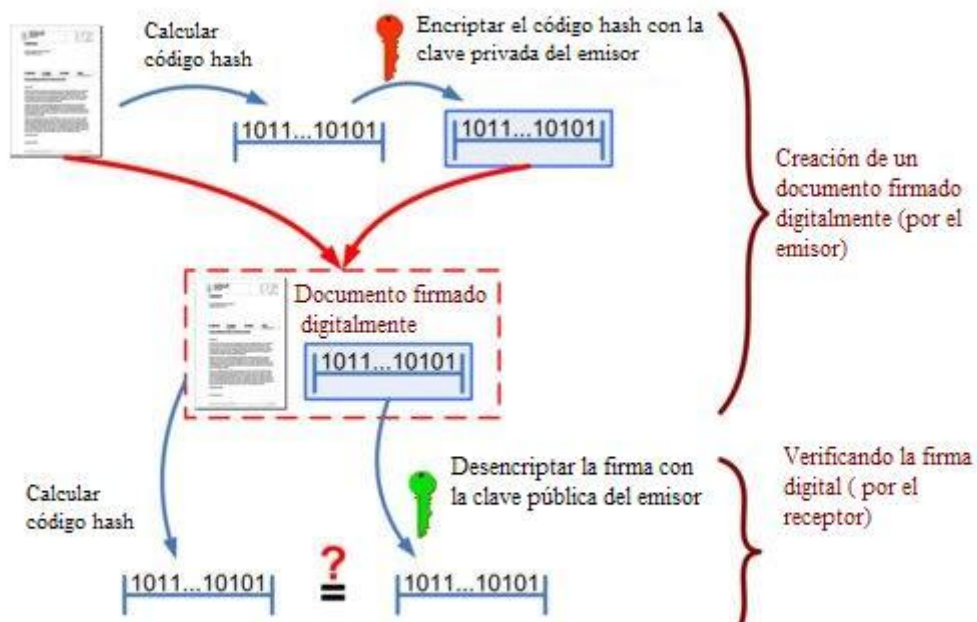 Calcular
código hash
Encriptar el código hash con la
clave privada del emisor
1011...10101
1011...10101
Creación de un
documento firmado
digitalmente (por el
emisor)
Documento firmado
digitalmente
1011...10101
Calcular
código hash
Desencriptar la firma con
la clave pública del emisor
Verificando la firma
digital ( por el
receptor)
1011...10101
?
=
1011...10101